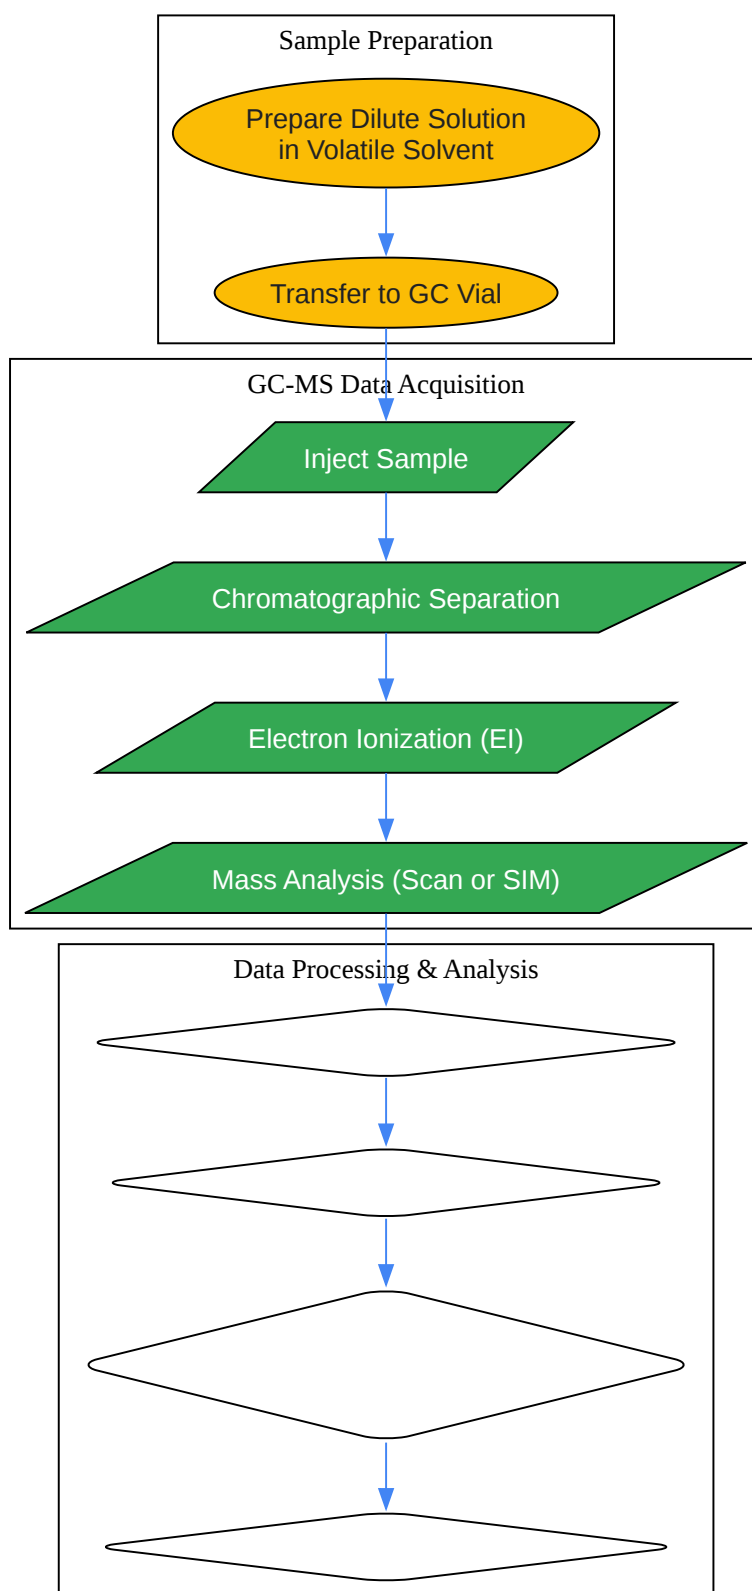 Sample Preparation
Prepare Dilute Solution
in Volatile Solvent
Transfer to GC Vial
GC-MS Data Acquisition
Inject Sample
Chromatographic Separation
Electron Ionization (EI)
Mass Analysis (Scan or SIM)
Data Processing & Analysis